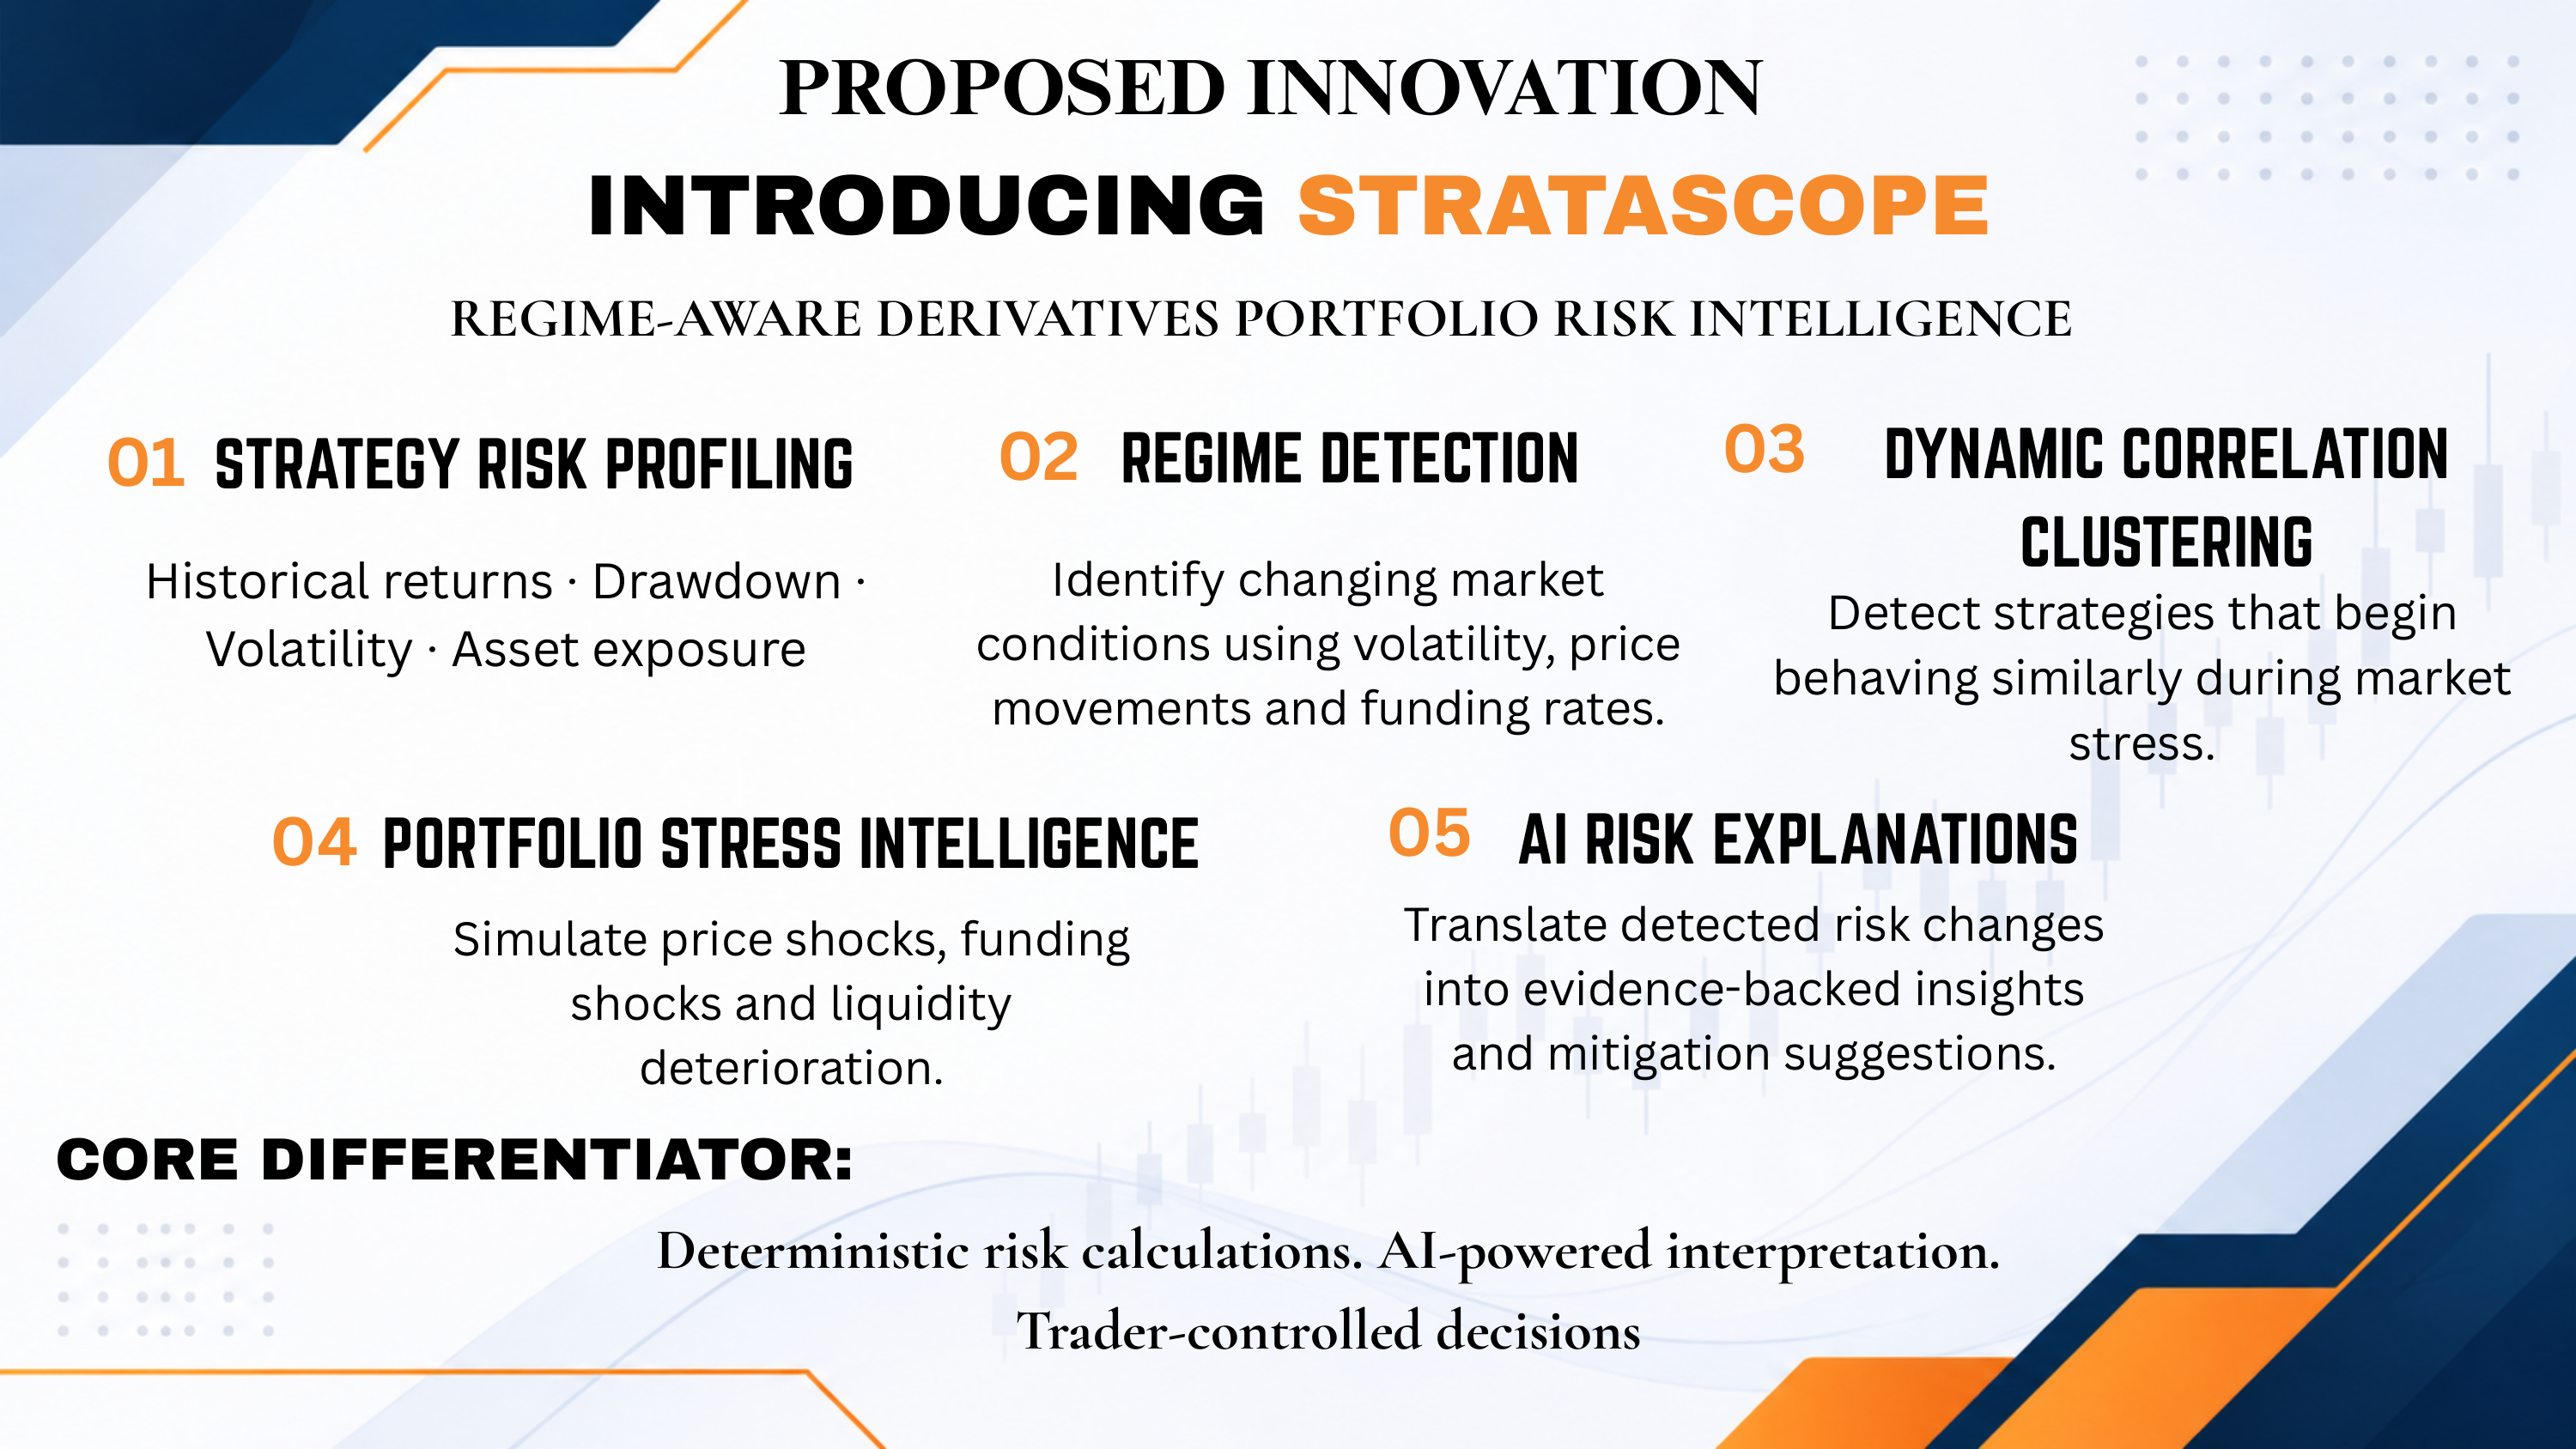 PROPOSED INNOVATION
INTRODUCING STRATASCOPE
REGIME-AWARE DERIVATIVES PORTFOLIO RISK INTELLIGENCE
01 STRATEGY RISK PROFILING
Historical returns · Drawdown ·
Volatility · Asset exposure
02 REGIME DETECTION
Identify changing market
conditions using volatility, price
movements and funding rates.
03 DYNAMIC CORRELATION
CLUSTERING
Detect strategies that begin
behaving similarly during market
stress.
04 PORTFOLIO STRESS INTELLIGENCE
Simulate price shocks, funding
shocks and liquidity
deterioration.
05 AI RISK EXPLANATIONS
Translate detected risk changes
into evidence-backed insights
and mitigation suggestions.
CORE DIFFERENTIATOR:
Deterministic risk calculations. AI-powered interpretation.
Trader-controlled decisions